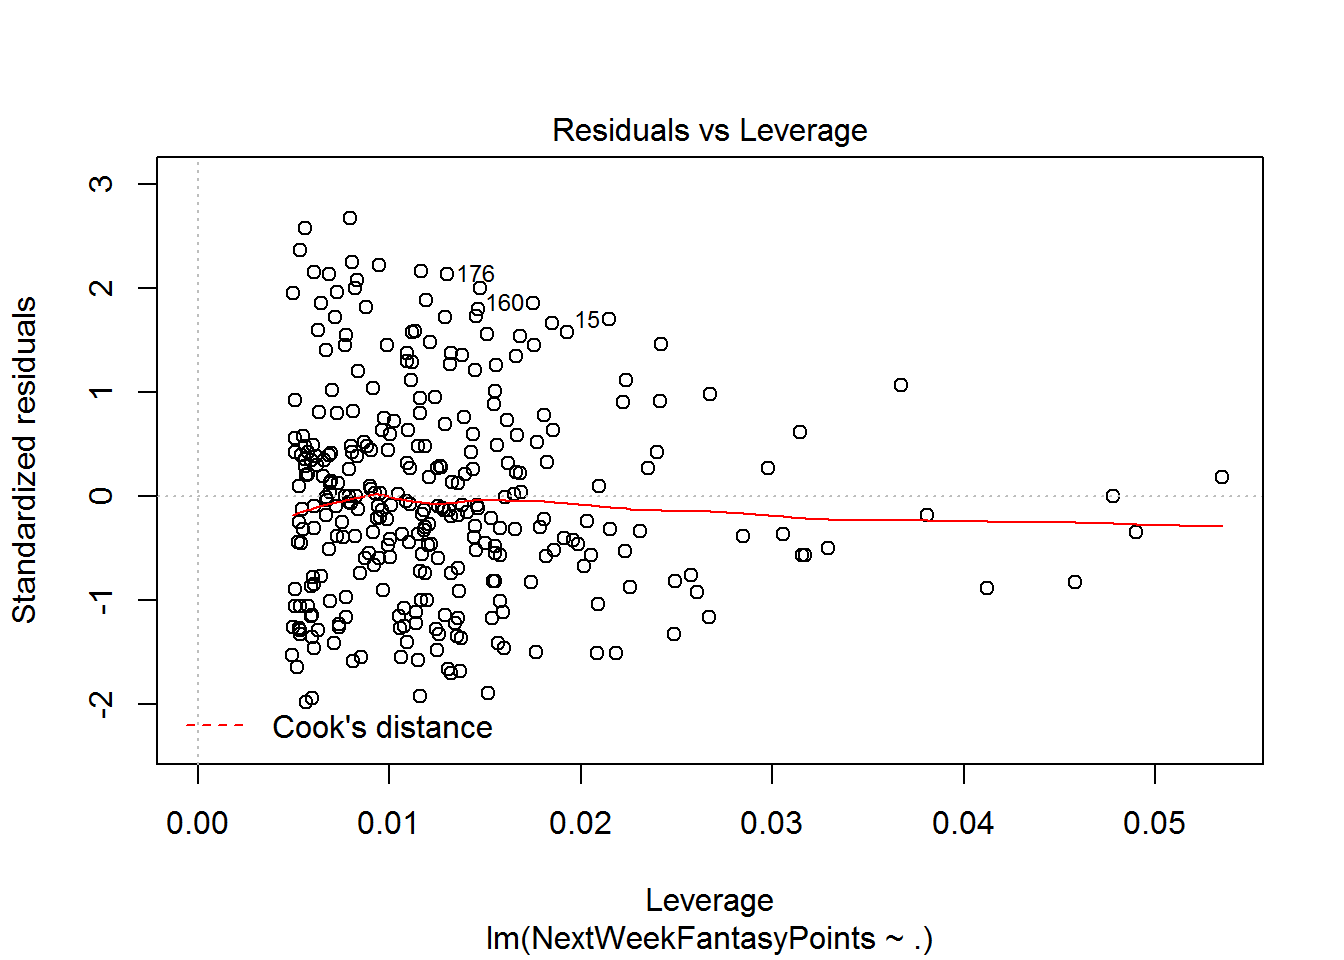 Residuals vs Leverage
Standardized residuals
3
2
1
0
-1
-2
176
160
15
Cook's distance
0.00 0.01 0.02 0.03 0.04 0.05
Leverage
lm(NextWeekFantasyPoints ~ .)